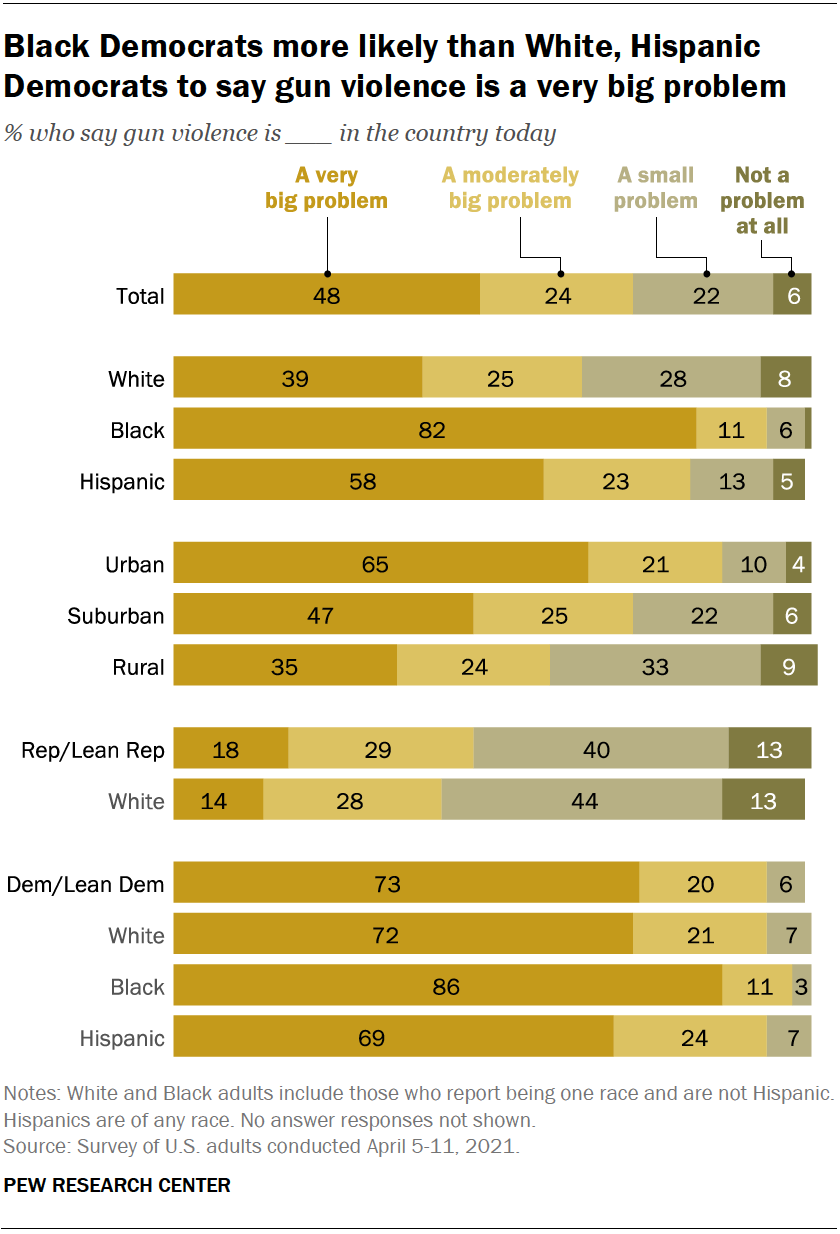 Black Democrats more likely than White, Hispanic
Democrats to say gun violence is a very big problem
% who say gun violence is ____ in the country today
A very
big problem
A moderately
big problem
A small
problem
Not a
problem
at all
Total 48 24 22 6
White 39 25 28 8
Black 82 11 6
Hispanic 58 23 13 5
Urban 65 21 10 4
Suburban 47 25 22 6
Rural 35 24 33 9
Rep/Lean Rep 18 29 40 13
White 14 28 44 13
Dem/Lean Dem 73 20 6
White 72 21 7
Black 86 11 3
Hispanic 69 24 7
Notes: White and Black adults include those who report being one race and are not Hispanic.
Hispanics are of any race. No answer responses not shown.
Source: Survey of U.S. adults conducted April 5-11, 2021.
PEW RESEARCH CENTER